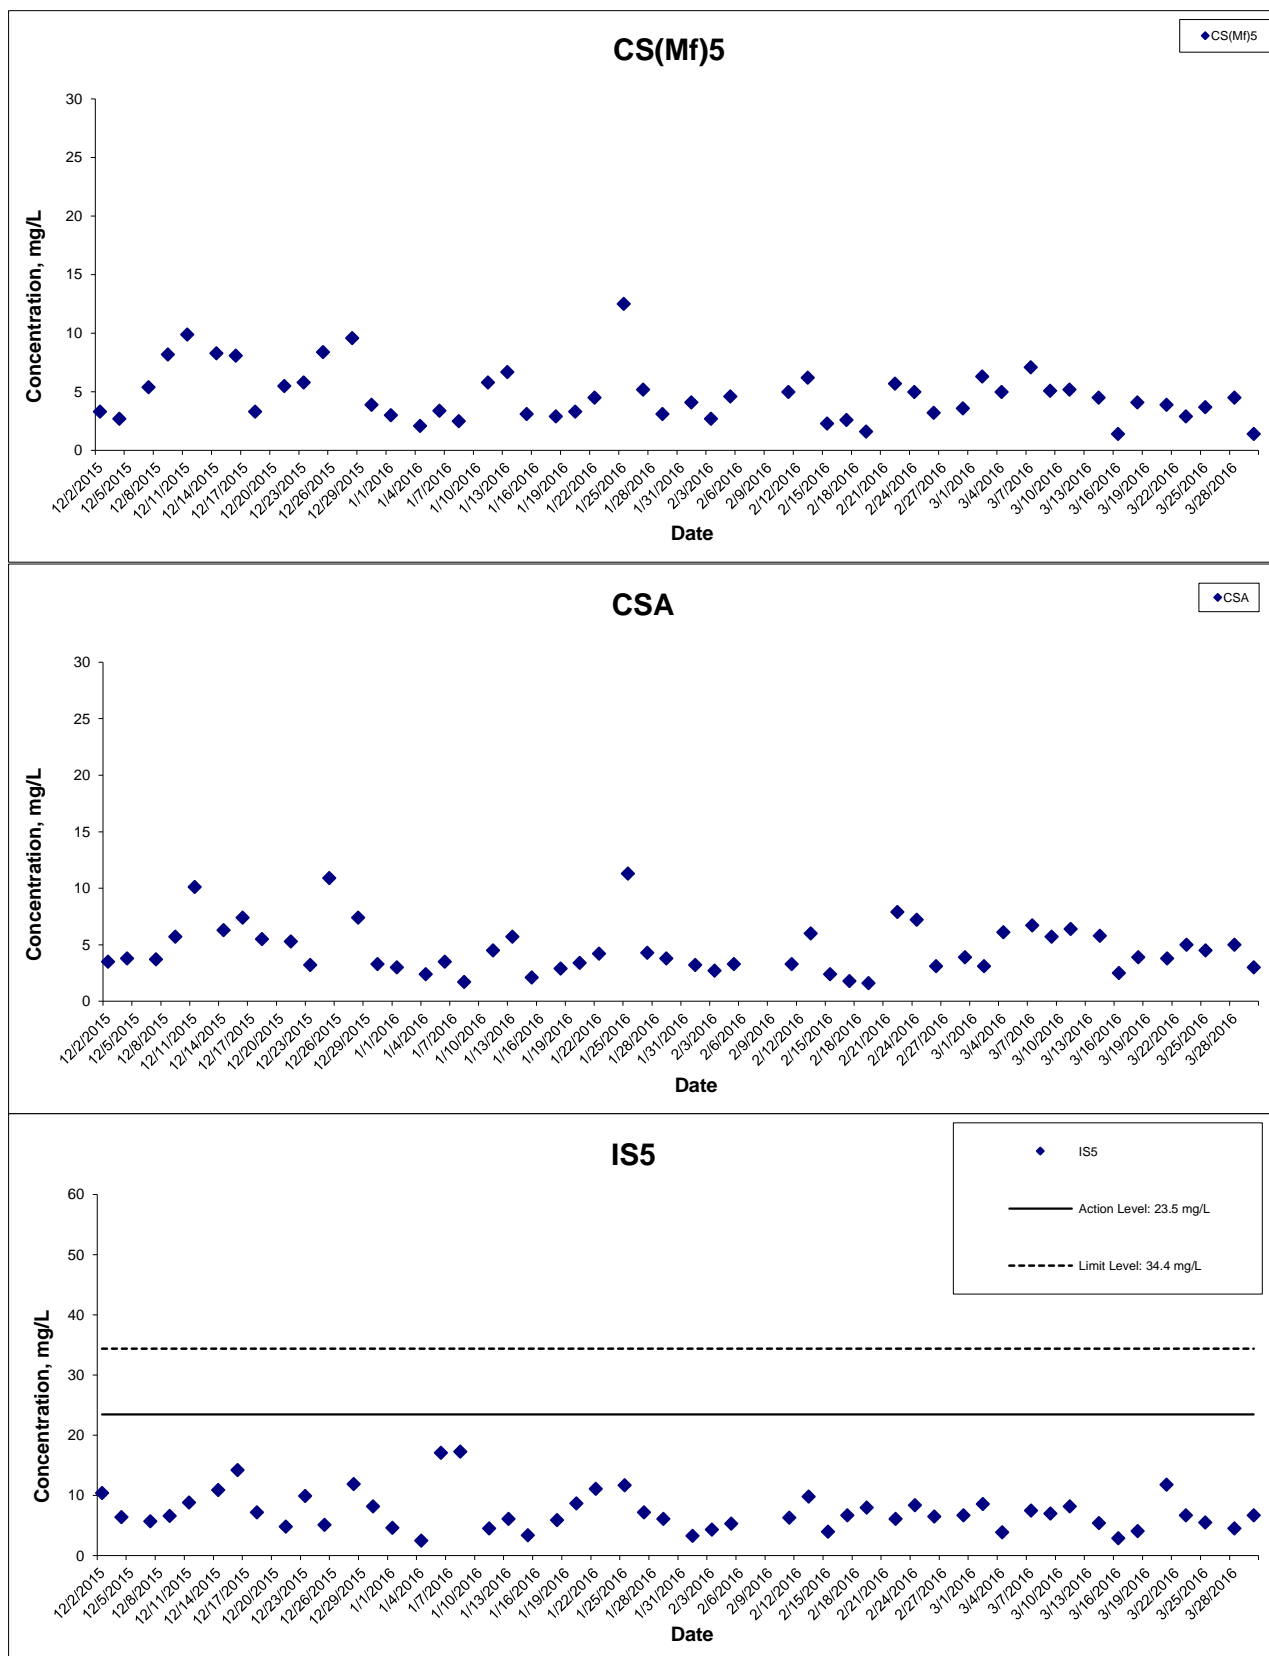 CS(Mf)5
CS(Mf)5
Concentration, mg/L
30
25
20
15
10
5
0
12/2/2015 12/5/2015 12/8/2015 12/11/2015 12/14/2015 12/17/2015 12/20/2015 12/23/2015 12/26/2015 12/29/2015 1/1/2016 1/4/2016 1/7/2016 1/10/2016 1/13/2016 1/16/2016 1/19/2016 1/22/2016 1/25/2016 1/28/2016 1/31/2016 2/3/2016 2/6/2016 2/9/2016 2/12/2016 2/15/2016 2/18/2016 2/21/2016 2/24/2016 2/27/2016 3/1/2016 3/4/2016 3/7/2016 3/10/2016 3/13/2016 3/16/2016 3/19/2016 3/22/2016 3/25/2016 3/28/2016
Date
CSA
CSA
Concentration, mg/L
30
25
20
15
10
5
0
12/2/2015 12/5/2015 12/8/2015 12/11/2015 12/14/2015 12/17/2015 12/20/2015 12/23/2015 12/26/2015 12/29/2015 1/1/2016 1/4/2016 1/7/2016 1/10/2016 1/13/2016 1/16/2016 1/19/2016 1/22/2016 1/25/2016 1/28/2016 1/31/2016 2/3/2016 2/6/2016 2/9/2016 2/12/2016 2/15/2016 2/18/2016 2/21/2016 2/24/2016 2/27/2016 3/1/2016 3/4/2016 3/7/2016 3/10/2016 3/13/2016 3/16/2016 3/19/2016 3/22/2016 3/25/2016 3/28/2016
Date
IS5
IS5
Action Level: 23.5 mg/L
Limit Level: 34.4 mg/L
Concentration, mg/L
60
50
40
30
20
10
0
12/2/2015 12/5/2015 12/8/2015 12/11/2015 12/14/2015 12/17/2015 12/20/2015 12/23/2015 12/26/2015 12/29/2015 1/1/2016 1/4/2016 1/7/2016 1/10/2016 1/13/2016 1/16/2016 1/19/2016 1/22/2016 1/25/2016 1/28/2016 1/31/2016 2/3/2016 2/6/2016 2/9/2016 2/12/2016 2/15/2016 2/18/2016 2/21/2016 2/24/2016 2/27/2016 3/1/2016 3/4/2016 3/7/2016 3/10/2016 3/13/2016 3/16/2016 3/19/2016 3/22/2016 3/25/2016 3/28/2016
Date